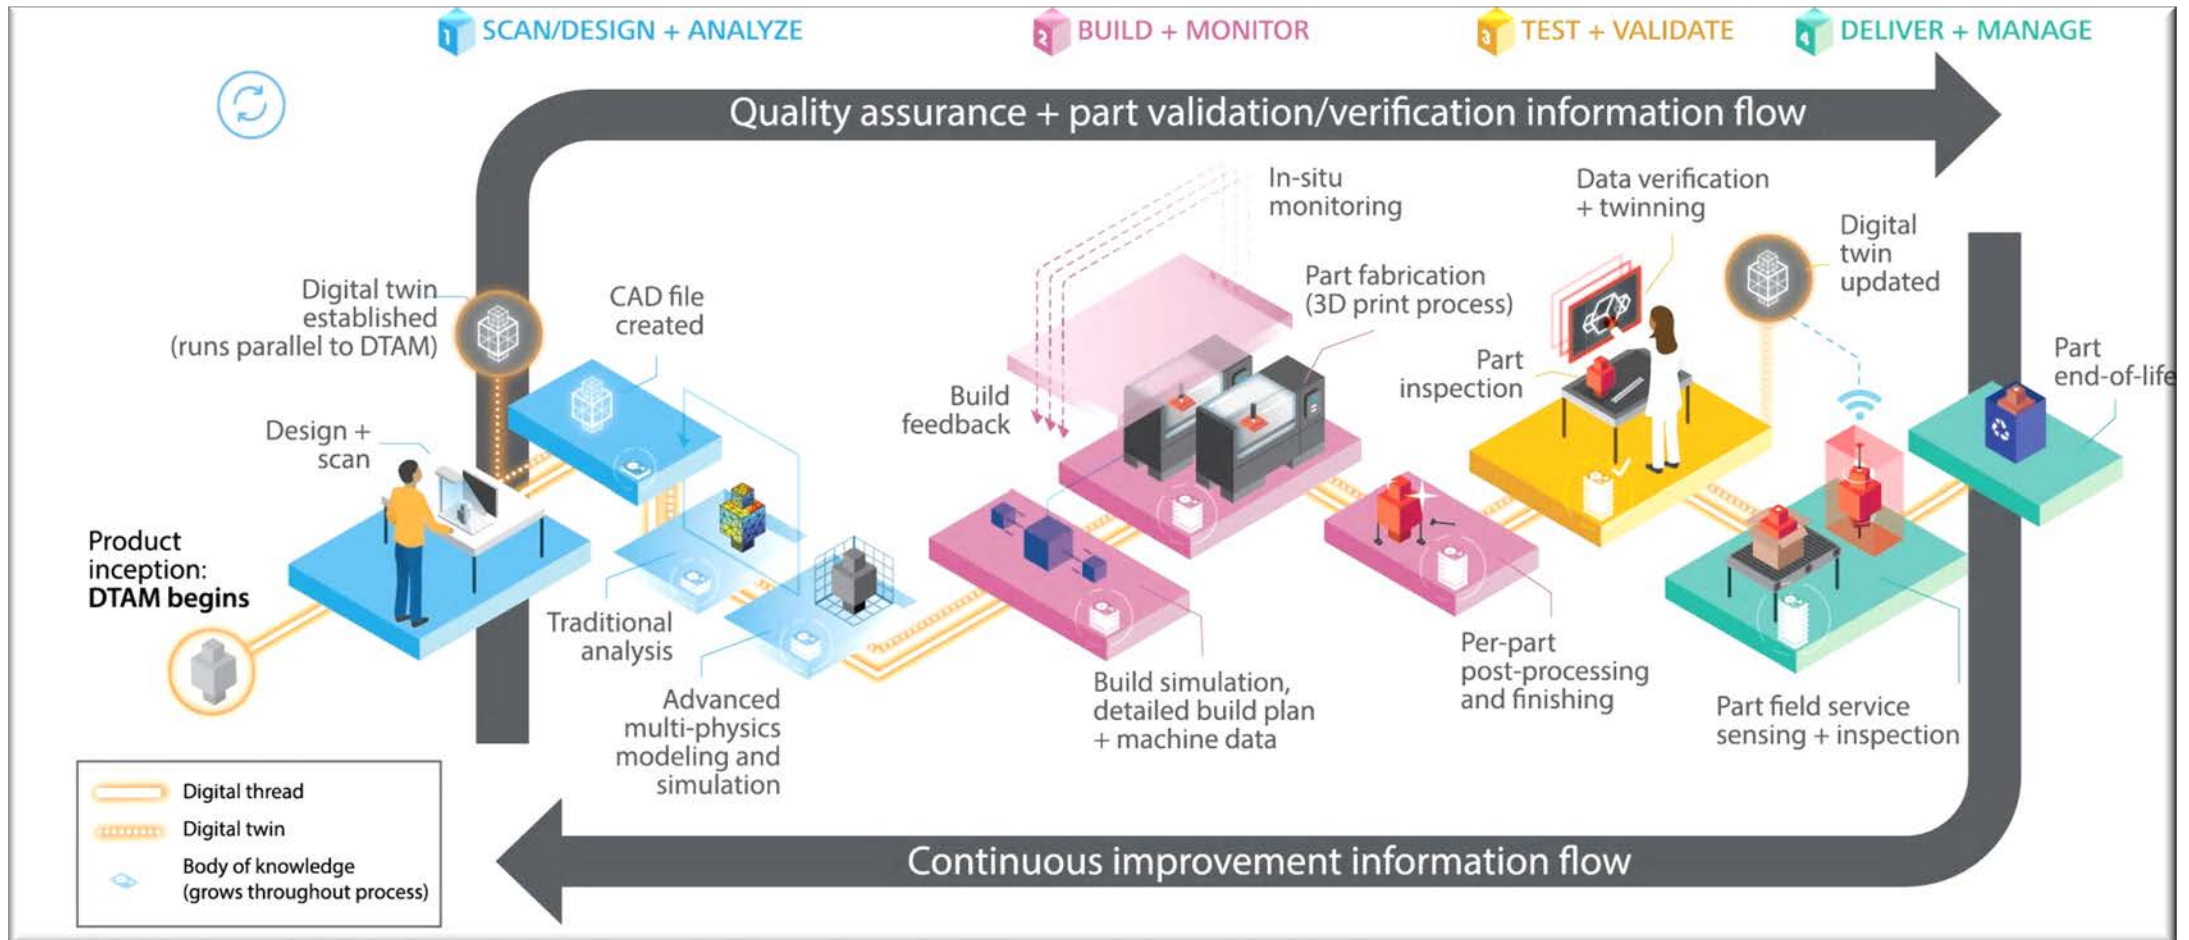 1 SCAN/DESIGN + ANALYZE
2 BUILD + MONITOR
3 TEST + VALIDATE
4 DELIVER + MANAGE
Quality assurance + part validation/verification information flow
In-situ
monitoring
Data verification
+ twinning
Digital
twin
updated
Digital twin
established
(runs parallel to DTAM)
CAD file
created
Part fabrication
(3D print process)
Part
inspection
Part
end-of-life
Build
feedback
Design +
scan
Product
inception:
DTAM begins
Traditional
analysis
Advanced
multi-physics
modeling and
simulation
Build simulation,
detailed build plan
+ machine data
Per-part
post-processing
and finishing
Part field service
sensing + inspection
Digital thread
Digital twin
Body of knowledge
(grows throughout process)
Continuous improvement information flow